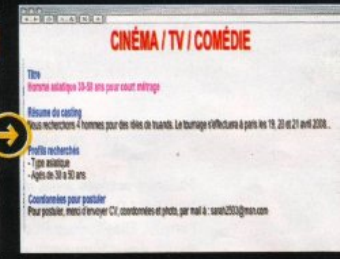 CINÉMA / TV / COMÉDIE
Titre
Homme asiatique 30-50 ans pour court métrage
Résume du casting
Nous recherchons 4 hommes pour des rôles de truands. Le tournage s'effectuera à paris les 19, 20 et 21 avril 2008...
Profils recherchés
- Type asiatique
- Agés de 30 a 50 ans
Coordonnées pour postuler
Pour postuler, merci d'envoyer CV, coordonnées et photo, par mail à : sarah2503@msn.com